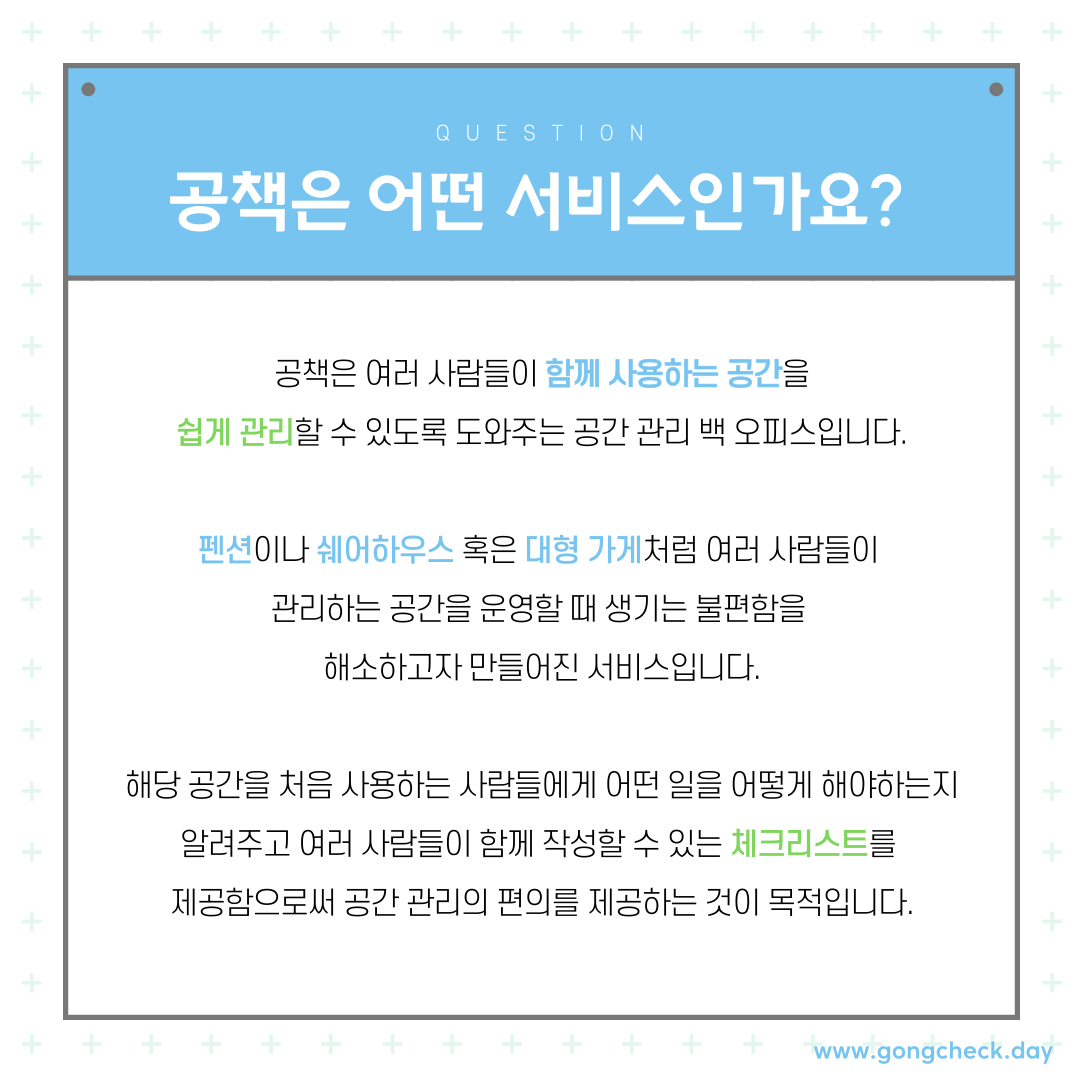 QUESTION
공책은 어떤 서비스인가요?
공책은 여러 사람들이 함께 사용하는 공간을
쉽게 관리할 수 있도록 도와주는 공간 관리 백 오피스입니다.
펜션이나 쉐어하우스 혹은 대형 가게처럼 여러 사람들이
관리하는 공간을 운영할 때 생기는 불편함을
해소하고자 만들어진 서비스입니다.
해당 공간을 처음 사용하는 사람들에게 어떤 일을 어떻게 해야하는지
알려주고 여러 사람들이 함께 작성할 수 있는 체크리스트를
제공함으로써 공간 관리의 편의를 제공하는 것이 목적입니다.
www.gongcheck.day